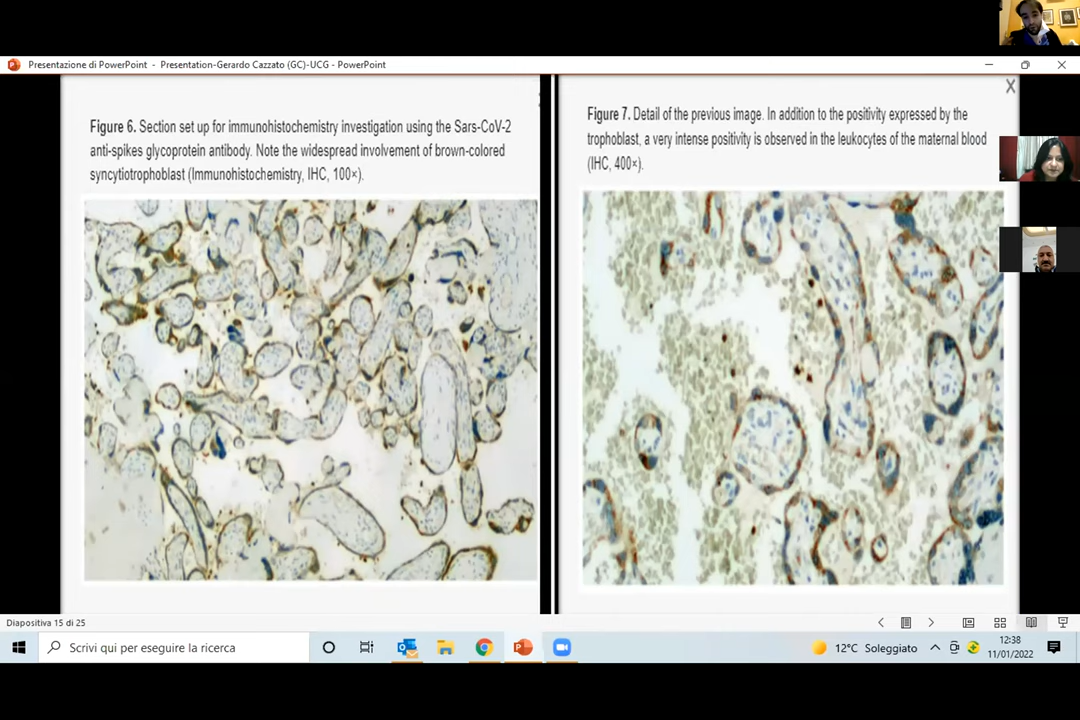 Presentazione di PowerPoint - Presentation-Gerardo Cazzato (GC)-UCG - PowerPoint
Figure 6. Section set up for immunohistochemistry investigation using the Sars-CoV-2
anti-spikes glycoprotein antibody. Note the widespread involvement of brown-colored
syncytiotrophoblast (Immunohistochemistry, IHC, 100×).
Figure 7. Detail of the previous image. In addition to the positivity expressed by the
trophoblast, a very intense positivity is observed in the leukocytes of the maternal blood
(IHC, 400×).
Diapositiva 15 di 25
Scrivi qui per eseguire la ricerca
12°C Soleggiato
12:38
11/01/2022